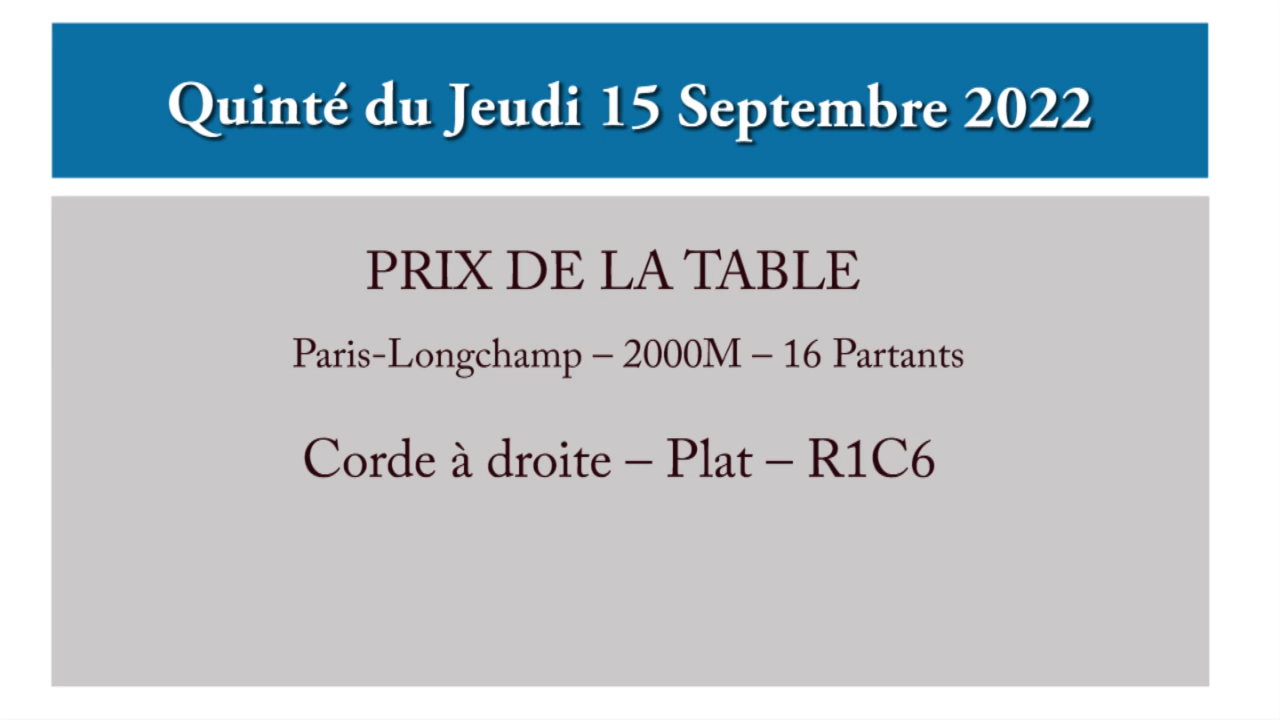 Quinté du Jeudi 15 Septembre 2022
PRIX DE LA TABLE
Paris-Longchamp – 2000M – 16 Partants
Corde à droite – Plat – R1C6